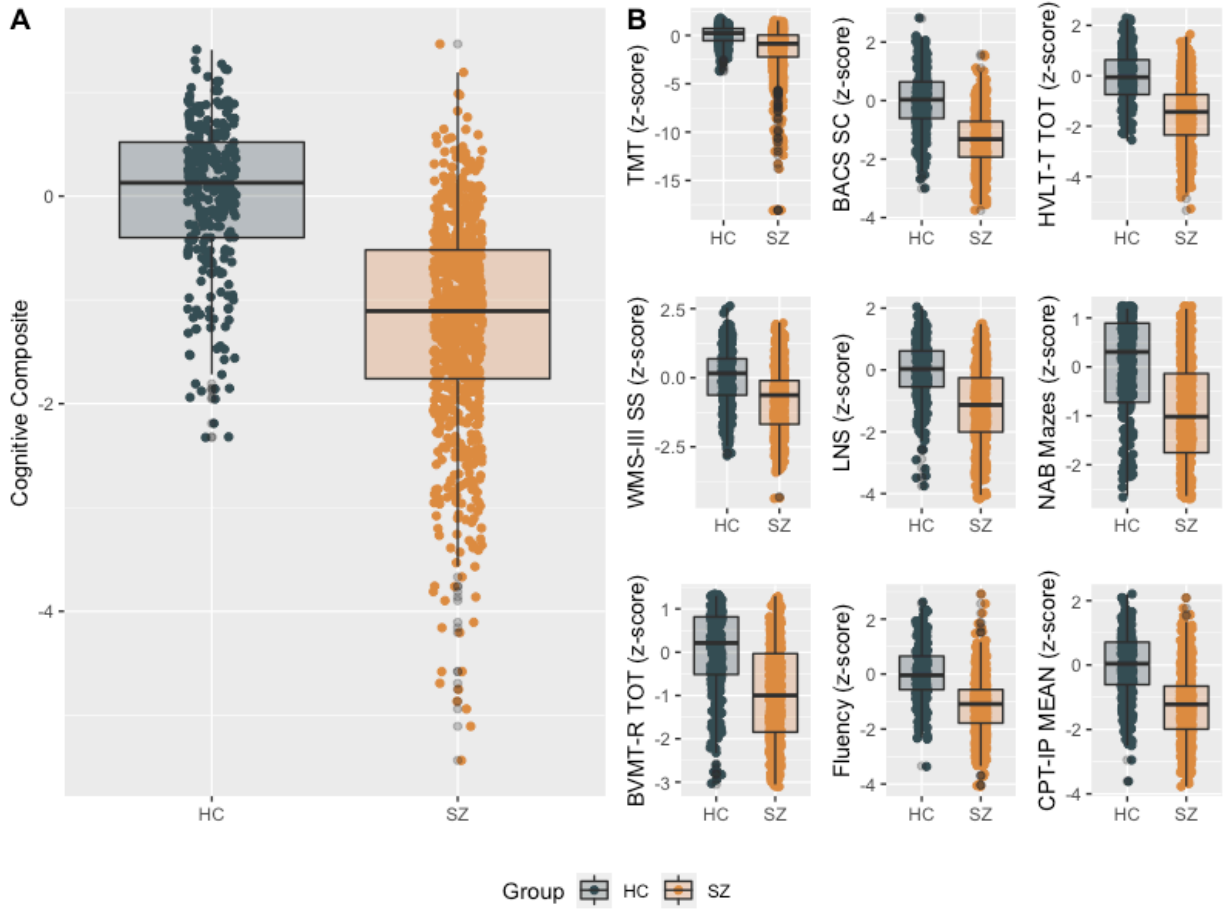 A
Cognitive Composite
0
-2
-4
HC
SZ
B
TMT (z-score)
0
-5
-10
-15
HC
SZ
BACS SC (z-score)
2
0
-2
-4
HC
SZ
HVLT-T TOT (z-score)
2
0
-2
-4
HC
SZ
WMS-III SS (z-score)
2.5
0.0
-2.5
HC
SZ
LNS (z-score)
2
0
-2
-4
HC
SZ
NAB Mazes (z-score)
1
0
-1
-2
HC
SZ
BVMT-R TOT (z-score)
1
0
-1
-2
-3
HC
SZ
Fluency (z-score)
2
0
-2
-4
HC
SZ
CPT-IP MEAN (z-score)
2
0
-2
-4
HC
SZ
Group HC SZ